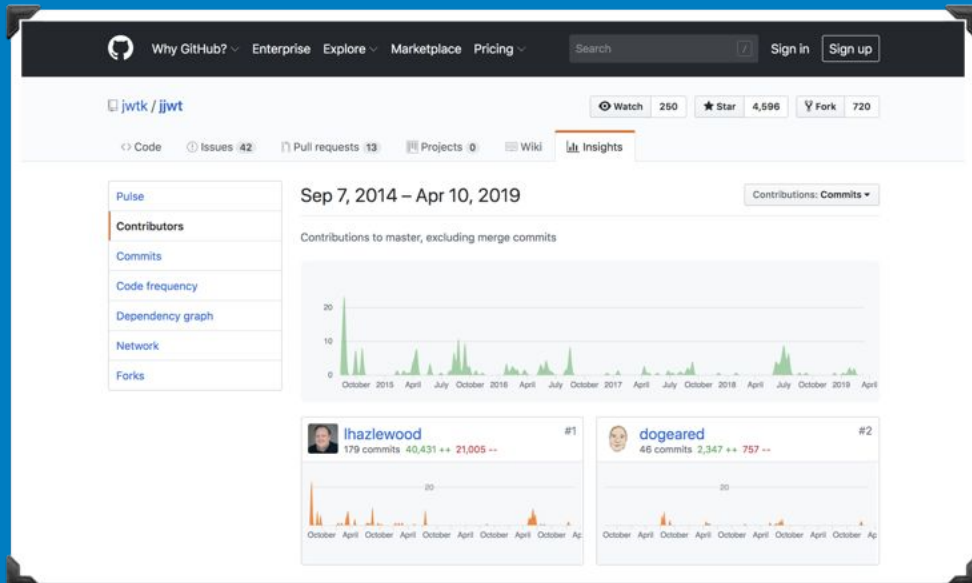 Why GitHub? Enterprise Explore Marketplace Pricing Search / Sign in Sign up
jwtk / jjwt Watch 250 Star 4,596 Fork 720
Code Issues 42 Pull requests 13 Projects 0 Wiki Insights
Pulse
Contributors
Commits
Code frequency
Dependency graph
Network
Forks
Sep 7, 2014 – Apr 10, 2019 Contributions: Commits
Contributions to master, excluding merge commits
20
10
0
October 2015 April July October 2016 April July October 2017 April July October 2018 April July October 2019 April
lhazlewood #1
179 commits 40,431 ++ 21,005 --
20
October April October April October April October April October Ap
dogeared #2
46 commits 2,347 ++ 757 --
20
October April October April October April October April October Ap